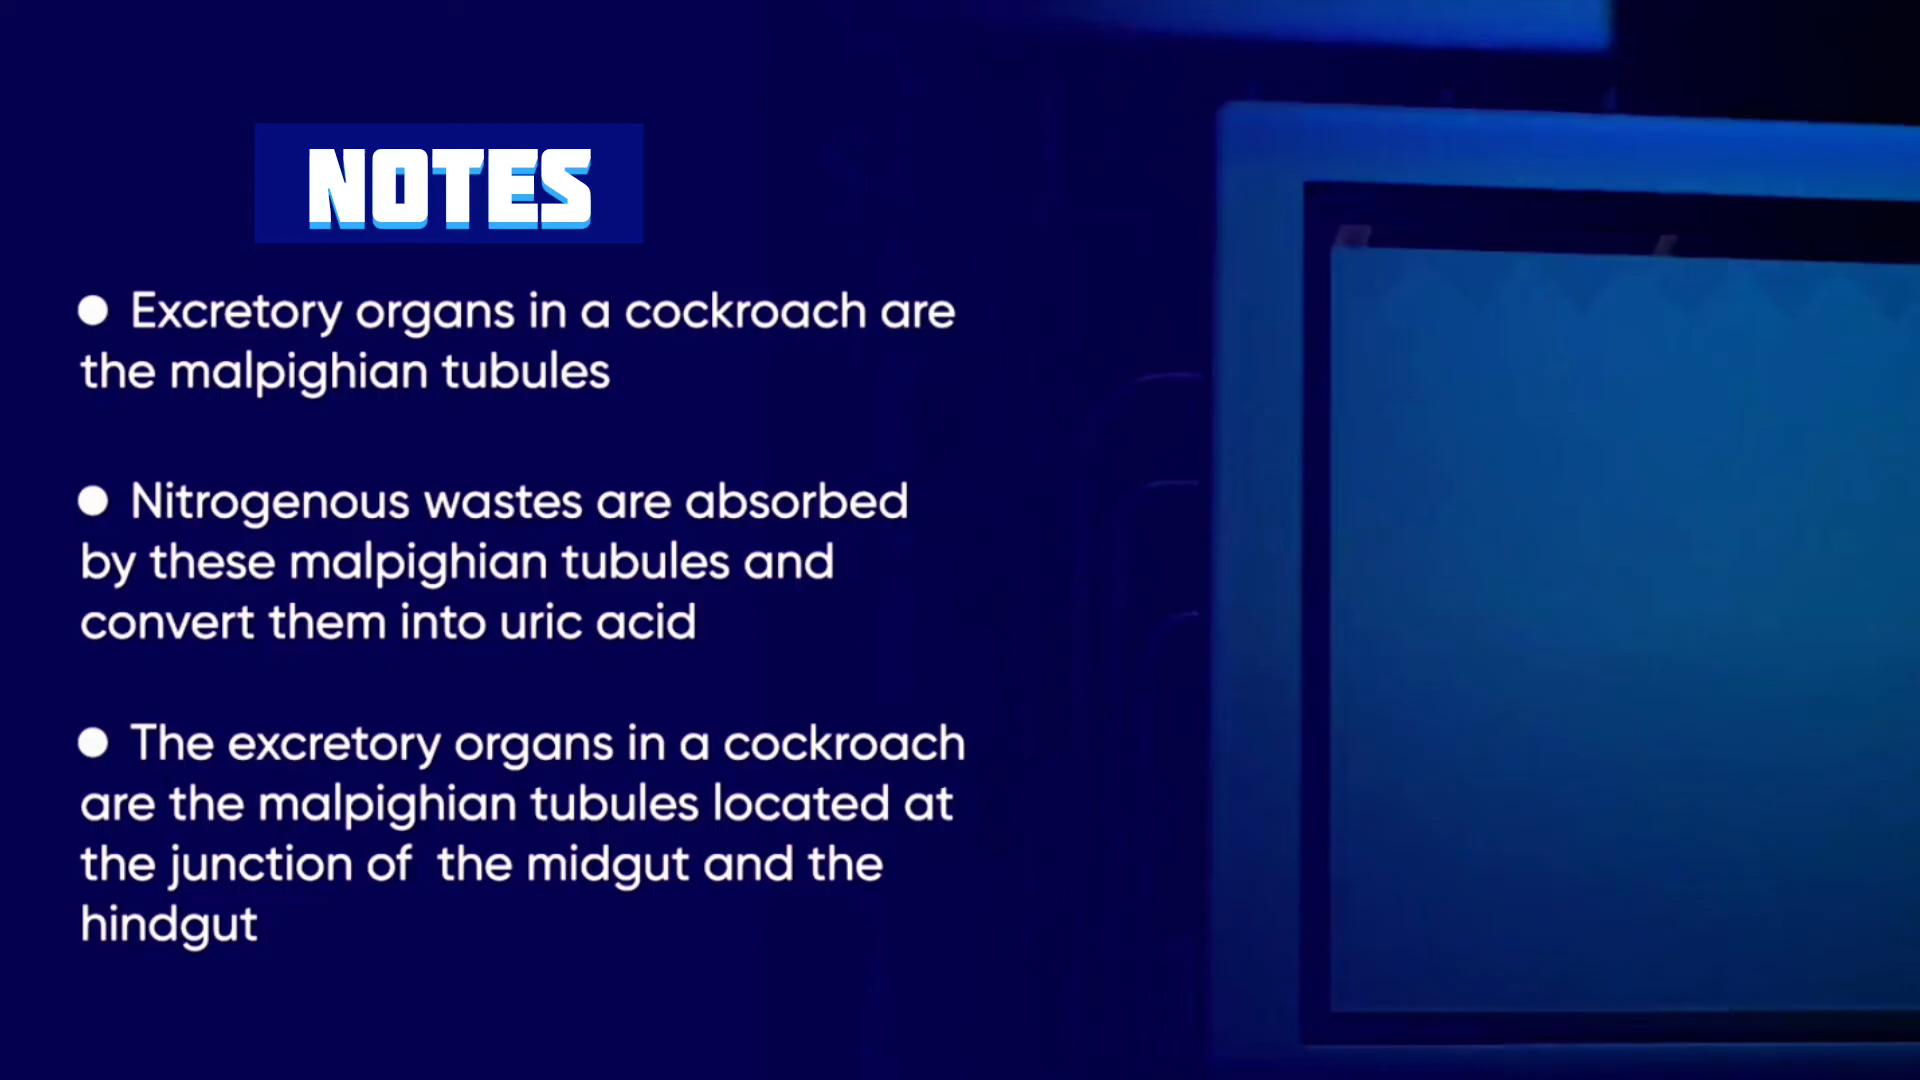 NOTES
● Excretory organs in a cockroach are
the malpighian tubules
● Nitrogenous wastes are absorbed
by these malpighian tubules and
convert them into uric acid
● The excretory organs in a cockroach
are the malpighian tubules located at
the junction of  the midgut and the
hindgut